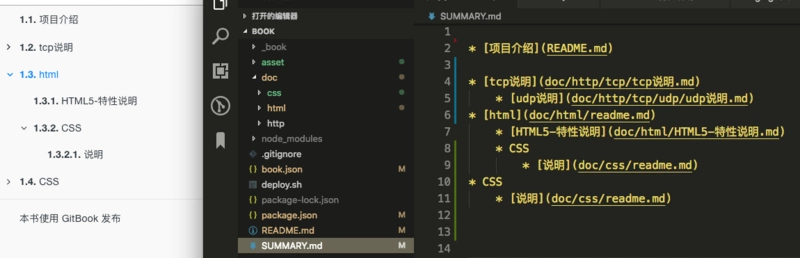 1.1. 项目介绍
1.2. tcp说明
1.3. html
1.3.1. HTML5-特性说明
1.3.2. CSS
1.3.2.1. 说明
1.4. CSS
本书使用 GitBook 发布
打开的编辑器
BOOK
_book
asset
doc
css
html
http
node_modules
.gitignore
book.json M
deploy.sh
package-lock.json
package.json M
README.md M
SUMMARY.md M
SUMMARY.md
1
2 * [项目介绍](README.md)
3
4 * [tcp说明](doc/http/tcp/tcp说明.md)
5 * [udp说明](doc/http/tcp/udp/udp说明.md)
6 * [html](doc/html/readme.md)
7 * [HTML5-特性说明](doc/html/HTML5-特性说明.md)
8 * CSS
9 * [说明](doc/css/readme.md)
10 * CSS
11 * [说明](doc/css/readme.md)
12
13